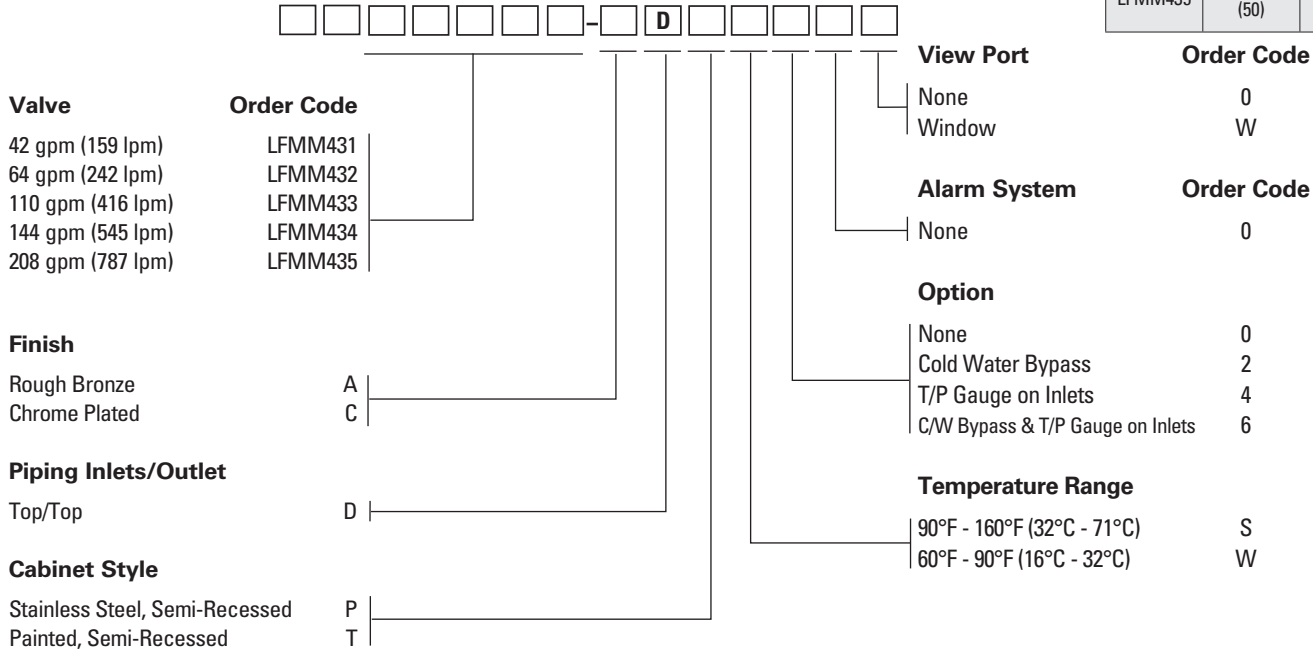 – D
(50)
Valve Order Code
42 gpm (159 lpm) LFMM431
64 gpm (242 lpm) LFMM432
110 gpm (416 lpm) LFMM433
144 gpm (545 lpm) LFMM434
208 gpm (787 lpm) LFMM435
Finish
Rough Bronze A
Chrome Plated C
Piping Inlets/Outlet
Top/Top D
Cabinet Style
Stainless Steel, Semi-Recessed P
Painted, Semi-Recessed T
View Port Order Code
None 0
Window W
Alarm System Order Code
None 0
Option
None 0
Cold Water Bypass 2
T/P Gauge on Inlets 4
C/W Bypass & T/P Gauge on Inlets 6
Temperature Range
90°F - 160°F (32°C - 71°C) S
60°F - 90°F (16°C - 32°C) W